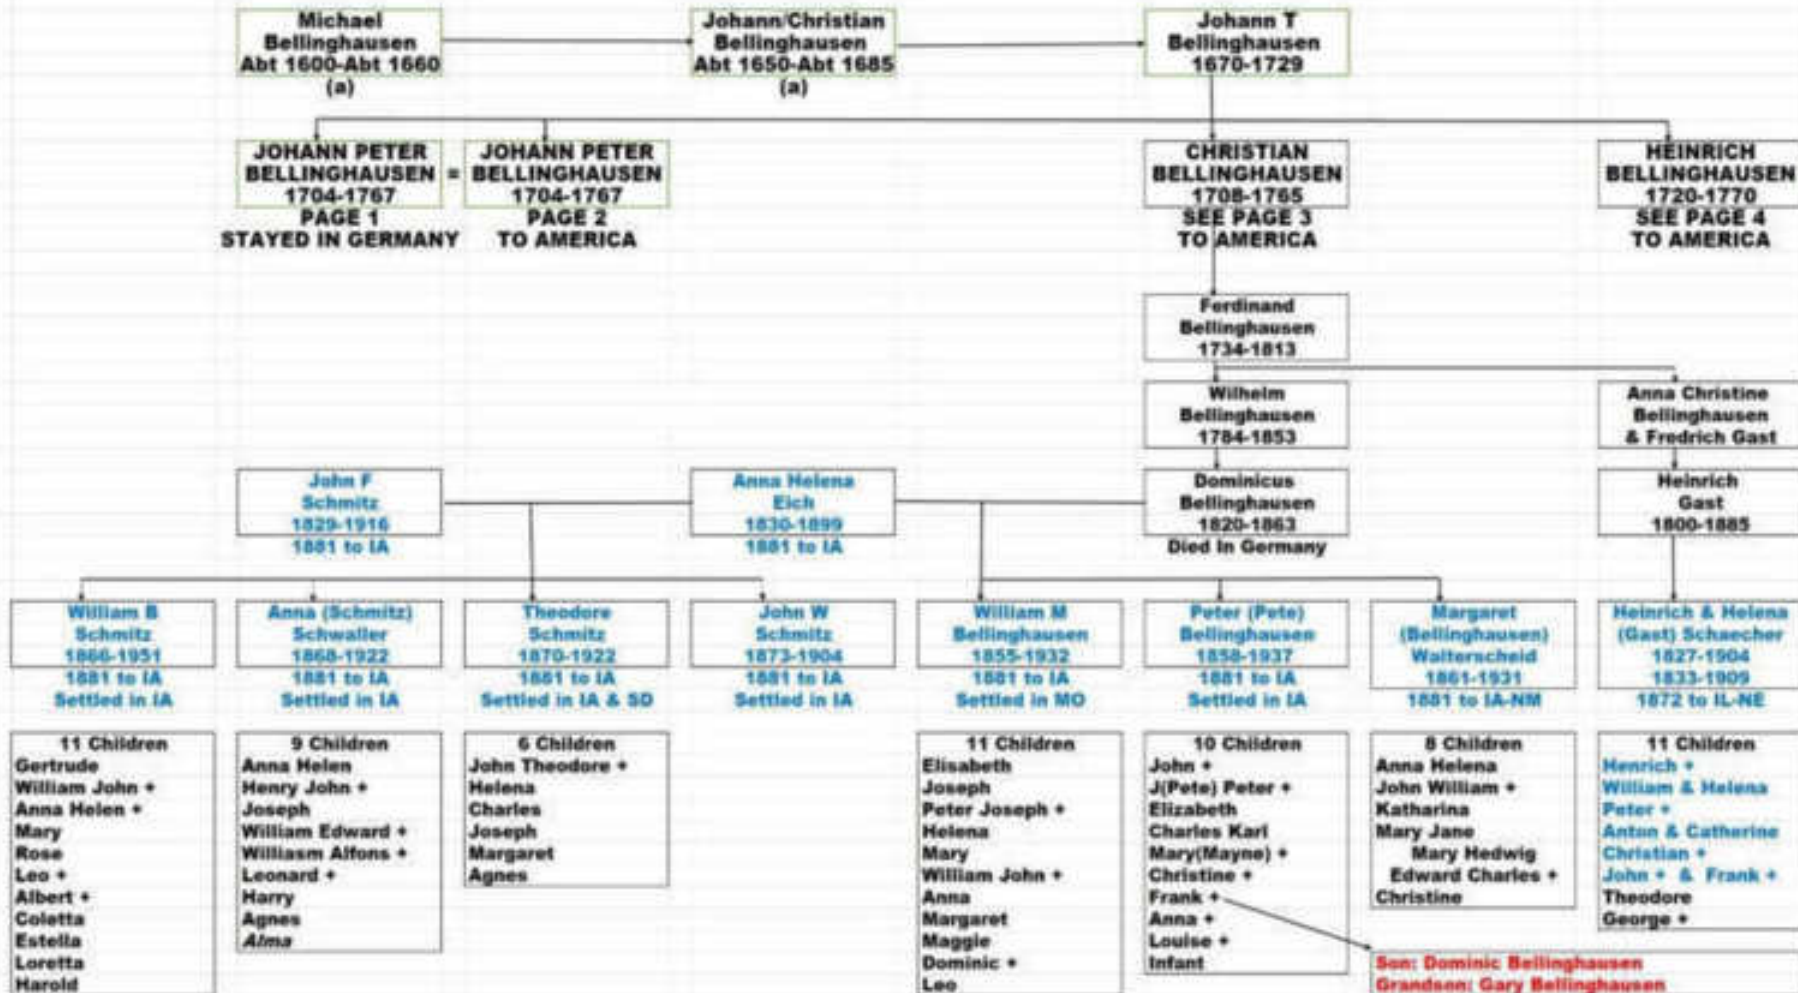 Michael
Bellinghausen
Abt 1600-Abt 1660
(a)
Johann/Christian
Bellinghausen
Abt 1650-Abt 1685
(a)
Johann T
Bellinghausen
1670-1729
JOHANN PETER
BELLINGHAUSEN
1704-1767
PAGE 1
STAYED IN GERMANY
=
JOHANN PETER
BELLINGHAUSEN
1704-1767
PAGE 2
TO AMERICA
CHRISTIAN
BELLINGHAUSEN
1708-1765
SEE PAGE 3
TO AMERICA
HEINRICH
BELLINGHAUSEN
1720-1770
SEE PAGE 4
TO AMERICA
Ferdinand
Bellinghausen
1734-1813
Wilhelm
Bellinghausen
1784-1853
Anna Christine
Bellinghausen
& Fredrich Gast
John F
Schmitz
1829-1916
1881 to IA
Anna Helena
Eich
1830-1899
1881 to IA
Dominicus
Bellinghausen
1820-1863
Died In Germany
Heinrich
Gast
1800-1885
William B
Schmitz
1866-1951
1881 to IA
Settled in IA
Anna (Schmitz)
Schwaller
1868-1922
1881 to IA
Settled in IA
Theodore
Schmitz
1870-1922
1881 to IA
Settled in IA & SD
John W
Schmitz
1873-1904
1881 to IA
Settled in IA
William M
Bellinghausen
1855-1932
1881 to IA
Settled in MO
Peter (Pete)
Bellinghausen
1858-1937
1881 to IA
Settled in IA
Margaret
(Bellinghausen)
Walterscheid
1861-1931
1881 to IA-NM
Heinrich & Helena
(Gast) Schaecher
1827-1904
1833-1909
1872 to IL-NE
11 Children
Gertrude
William John +
Anna Helen +
Mary
Rose
Leo +
Albert +
Coletta
Estella
Loretta
Harold
9 Children
Anna Helen
Henry John +
Joseph
William Edward +
Williasm Alfons +
Leonard +
Harry
Agnes
Alma
6 Children
John Theodore +
Helena
Charles
Joseph
Margaret
Agnes
11 Children
Elisabeth
Joseph
Peter Joseph +
Helena
Mary
William John +
Anna
Margaret
Maggie
Dominic +
Leo
10 Children
John +
J(Pete) Peter +
Elizabeth
Charles Karl
Mary(Mayne) +
Christine +
Frank +
Anna +
Louise +
Infant
8 Children
Anna Helena
John William +
Katharina
Mary Jane
Mary Hedwig
Edward Charles +
Christine
11 Children
Henrich +
William & Helena
Peter +
Anton & Catherine
Christian +
John + & Frank +
Theodore
George +
Son: Dominic Bellinghausen
Grandson: Gary Bellinghausen